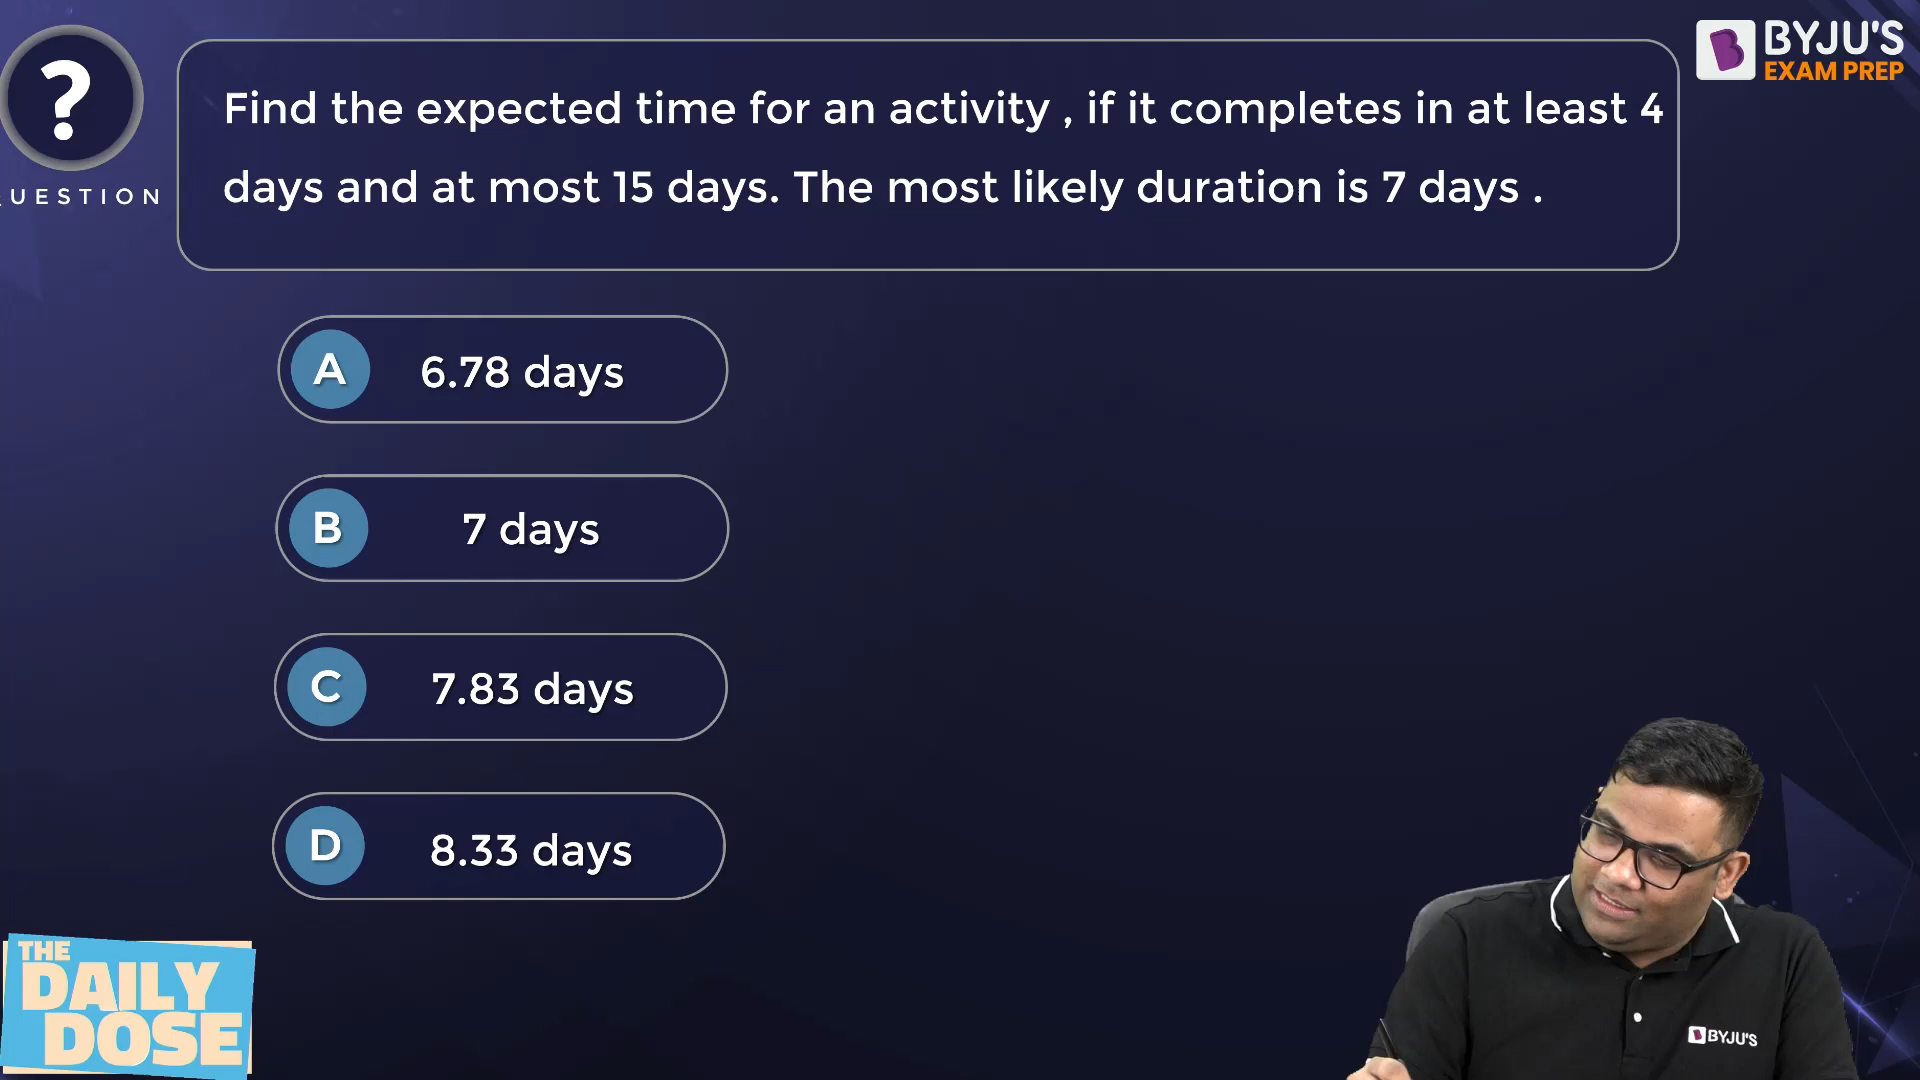 ?
UESTION
Find the expected time for an activity , if it completes in at least 4
days and at most 15 days. The most likely duration is 7 days .
BYJU'S
EXAM PREP
A 6.78 days
B 7 days
C 7.83 days
D 8.33 days
THE
DAILY
DOSE
BYJU'S